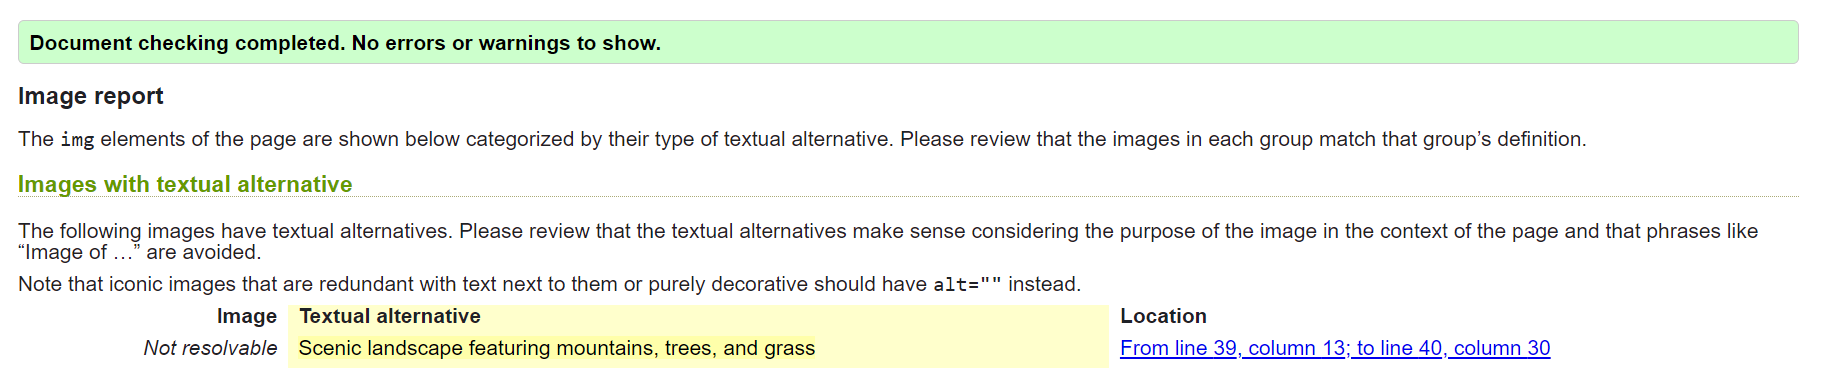 Document checking completed. No errors or warnings to show.
Image report
The img elements of the page are shown below categorized by their type of textual alternative. Please review that the images in each group match that group’s definition.
Images with textual alternative
The following images have textual alternatives. Please review that the textual alternatives make sense considering the purpose of the image in the context of the page and that phrases like
“Image of …” are avoided.
Note that iconic images that are redundant with text next to them or purely decorative should have alt="" instead.
Image Textual alternative Location
Not resolvable Scenic landscape featuring mountains, trees, and grass From line 39, column 13; to line 40, column 30